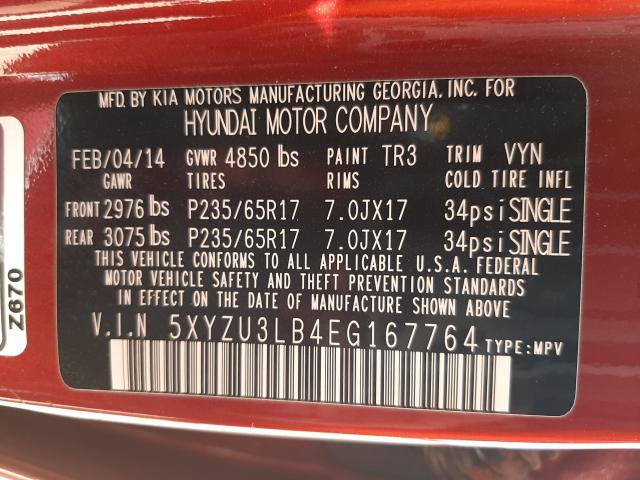 MFD. BY KIA MOTORS MANUFACTURING GEORGIA. INC. FOR
HYUNDAI MOTOR COMPANY
FEB/04/14 GVWR 4850 lbs PAINT TR3 TRIM VYN
GAWR TIRES RIMS COLD TIRE INFL
FRONT 2976 lbs P235/65R17 7.0JX17 34psi SINGLE
REAR 3075 lbs P235/65R17 7.0JX17 34psi SINGLE
THIS VEHICLE CONFORMS TO ALL APPLICABLE U.S.A. FEDERAL
MOTOR VEHICLE SAFETY AND THEFT PREVENTION STANDARDS
IN EFFECT ON THE DATE OF MANUFACTURE SHOWN ABOVE
V.I.N 5XYZU3LB4EG167764 TYPE:MPV
Z670